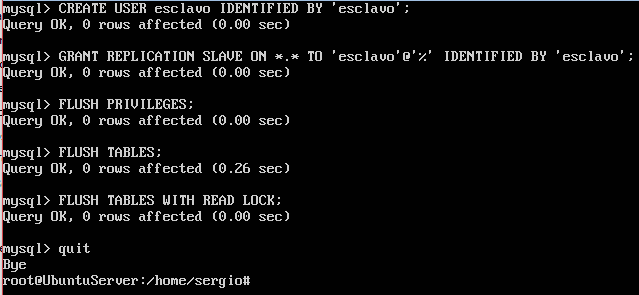 mysql> CREATE USER esclavo IDENTIFIED BY 'esclavo';
Query OK, 0 rows affected (0.00 sec)
mysql> GRANT REPLICATION SLAVE ON *.* TO 'esclavo'@'%' IDENTIFIED BY 'esclavo';
Query OK, 0 rows affected (0.00 sec)
mysql> FLUSH PRIVILEGES;
Query OK, 0 rows affected (0.00 sec)
mysql> FLUSH TABLES;
Query OK, 0 rows affected (0.26 sec)
mysql> FLUSH TABLES WITH READ LOCK;
Query OK, 0 rows affected (0.00 sec)
mysql> quit
Bye
root@UbuntuServer:/home/sergio#